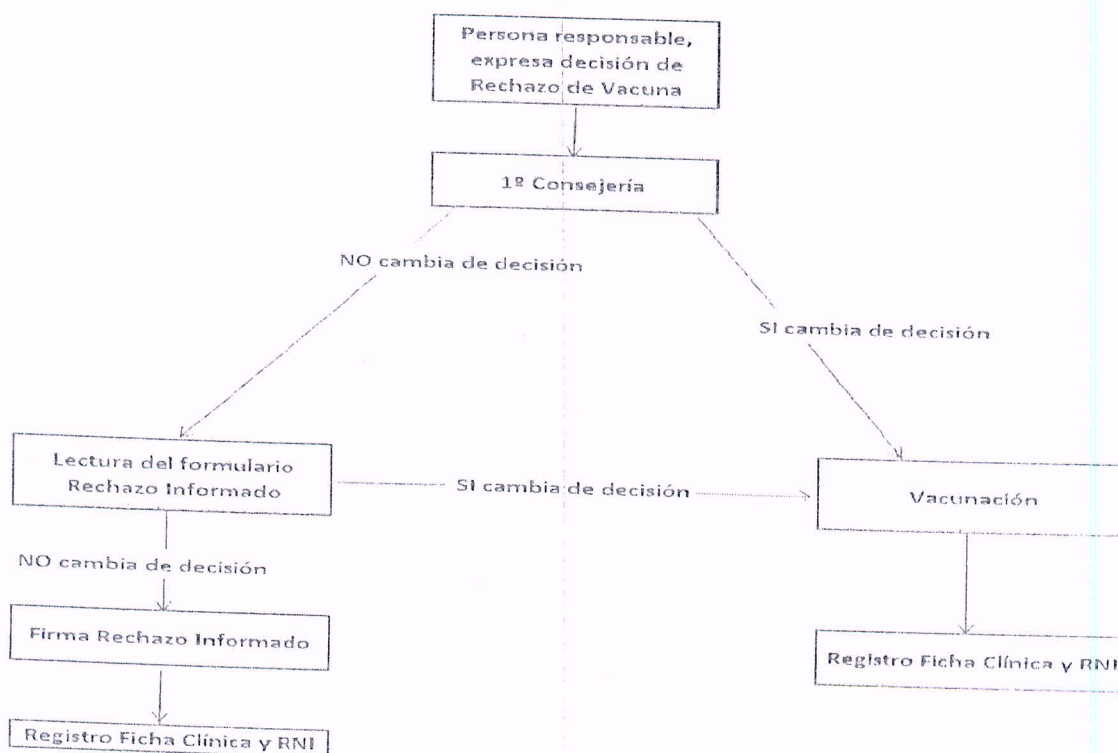 Persona responsable,
expresa decisión de
Rechazo de Vacuna
1º Consejería
NO cambia de decisión
SI cambia de decisión
Lectura del formulario
Rechazo Informado
SI cambia de decisión
Vacunación
NO cambia de decisión
Firma Rechazo Informado
Registro Ficha Clínica y RNI
Registro Ficha Clínica y RNI